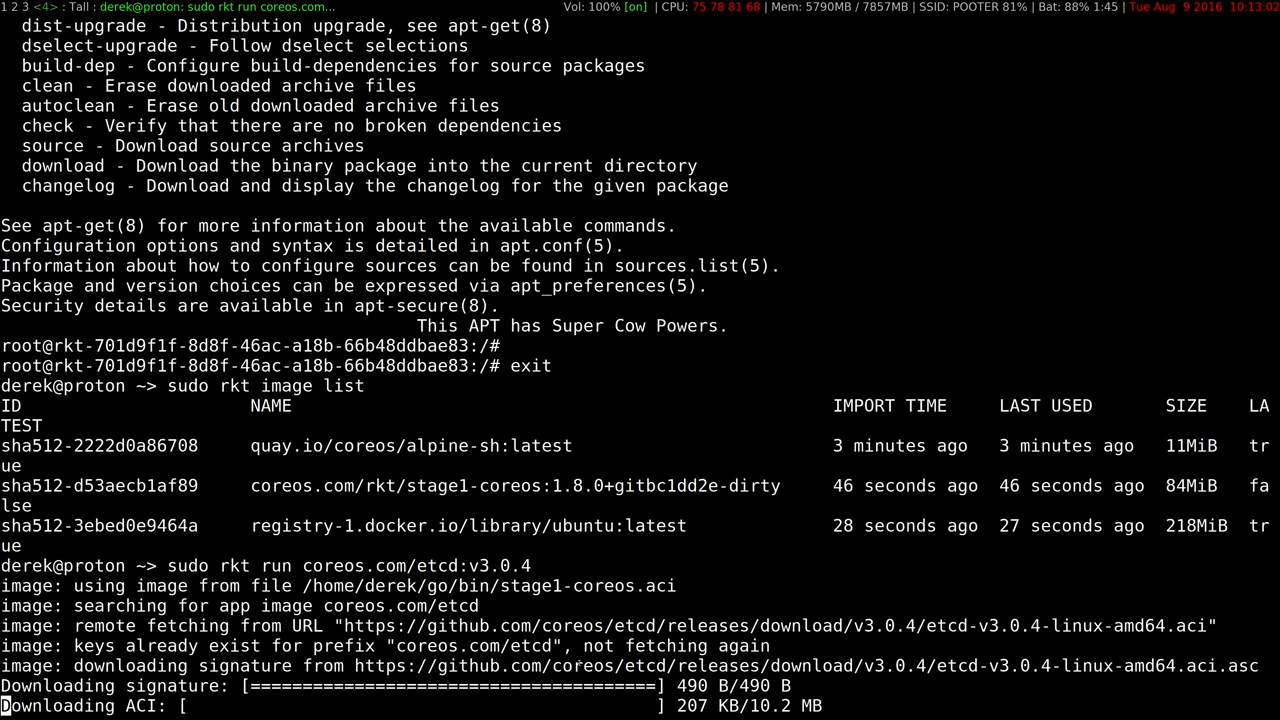 1 2 3 <4> : Tall : derek@proton: sudo rkt run coreos.com... Vol: 100% [on] | CPU: 75 78 81 68 | Mem: 5790MB / 7857MB | SSID: POOTER 81% | Bat: 88% 1:45 | Tue Aug 9 2016 10:13:02
dist-upgrade - Distribution upgrade, see apt-get(8)
dselect-upgrade - Follow dselect selections
build-dep - Configure build-dependencies for source packages
clean - Erase downloaded archive files
autoclean - Erase old downloaded archive files
check - Verify that there are no broken dependencies
source - Download source archives
download - Download the binary package into the current directory
changelog - Download and display the changelog for the given package
See apt-get(8) for more information about the available commands.
Configuration options and syntax is detailed in apt.conf(5).
Information about how to configure sources can be found in sources.list(5).
Package and version choices can be expressed via apt_preferences(5).
Security details are available in apt-secure(8).
This APT has Super Cow Powers.
root@rkt-701d9f1f-8d8f-46ac-a18b-66b48ddbae83:/#
root@rkt-701d9f1f-8d8f-46ac-a18b-66b48ddbae83:/# exit
derek@proton ~> sudo rkt image list
ID NAME IMPORT TIME LAST USED SIZE LA
TEST
sha512-2222d0a86708 quay.io/coreos/alpine-sh:latest 3 minutes ago 3 minutes ago 11MiB tr
ue
sha512-d53aecb1af89 coreos.com/rkt/stage1-coreos:1.8.0+gitbc1dd2e-dirty 46 seconds ago 46 seconds ago 84MiB fa
lse
sha512-3ebed0e9464a registry-1.docker.io/library/ubuntu:latest 28 seconds ago 27 seconds ago 218MiB tr
ue
derek@proton ~> sudo rkt run coreos.com/etcd:v3.0.4
image: using image from file /home/derek/go/bin/stage1-coreos.aci
image: searching for app image coreos.com/etcd
image: remote fetching from URL "https://github.com/coreos/etcd/releases/download/v3.0.4/etcd-v3.0.4-linux-amd64.aci"
image: keys already exist for prefix "coreos.com/etcd", not fetching again
image: downloading signature from https://github.com/coreos/etcd/releases/download/v3.0.4/etcd-v3.0.4-linux-amd64.aci.asc
Downloading signature: [=======================================] 490 B/490 B
Downloading ACI: [ ] 207 KB/10.2 MB